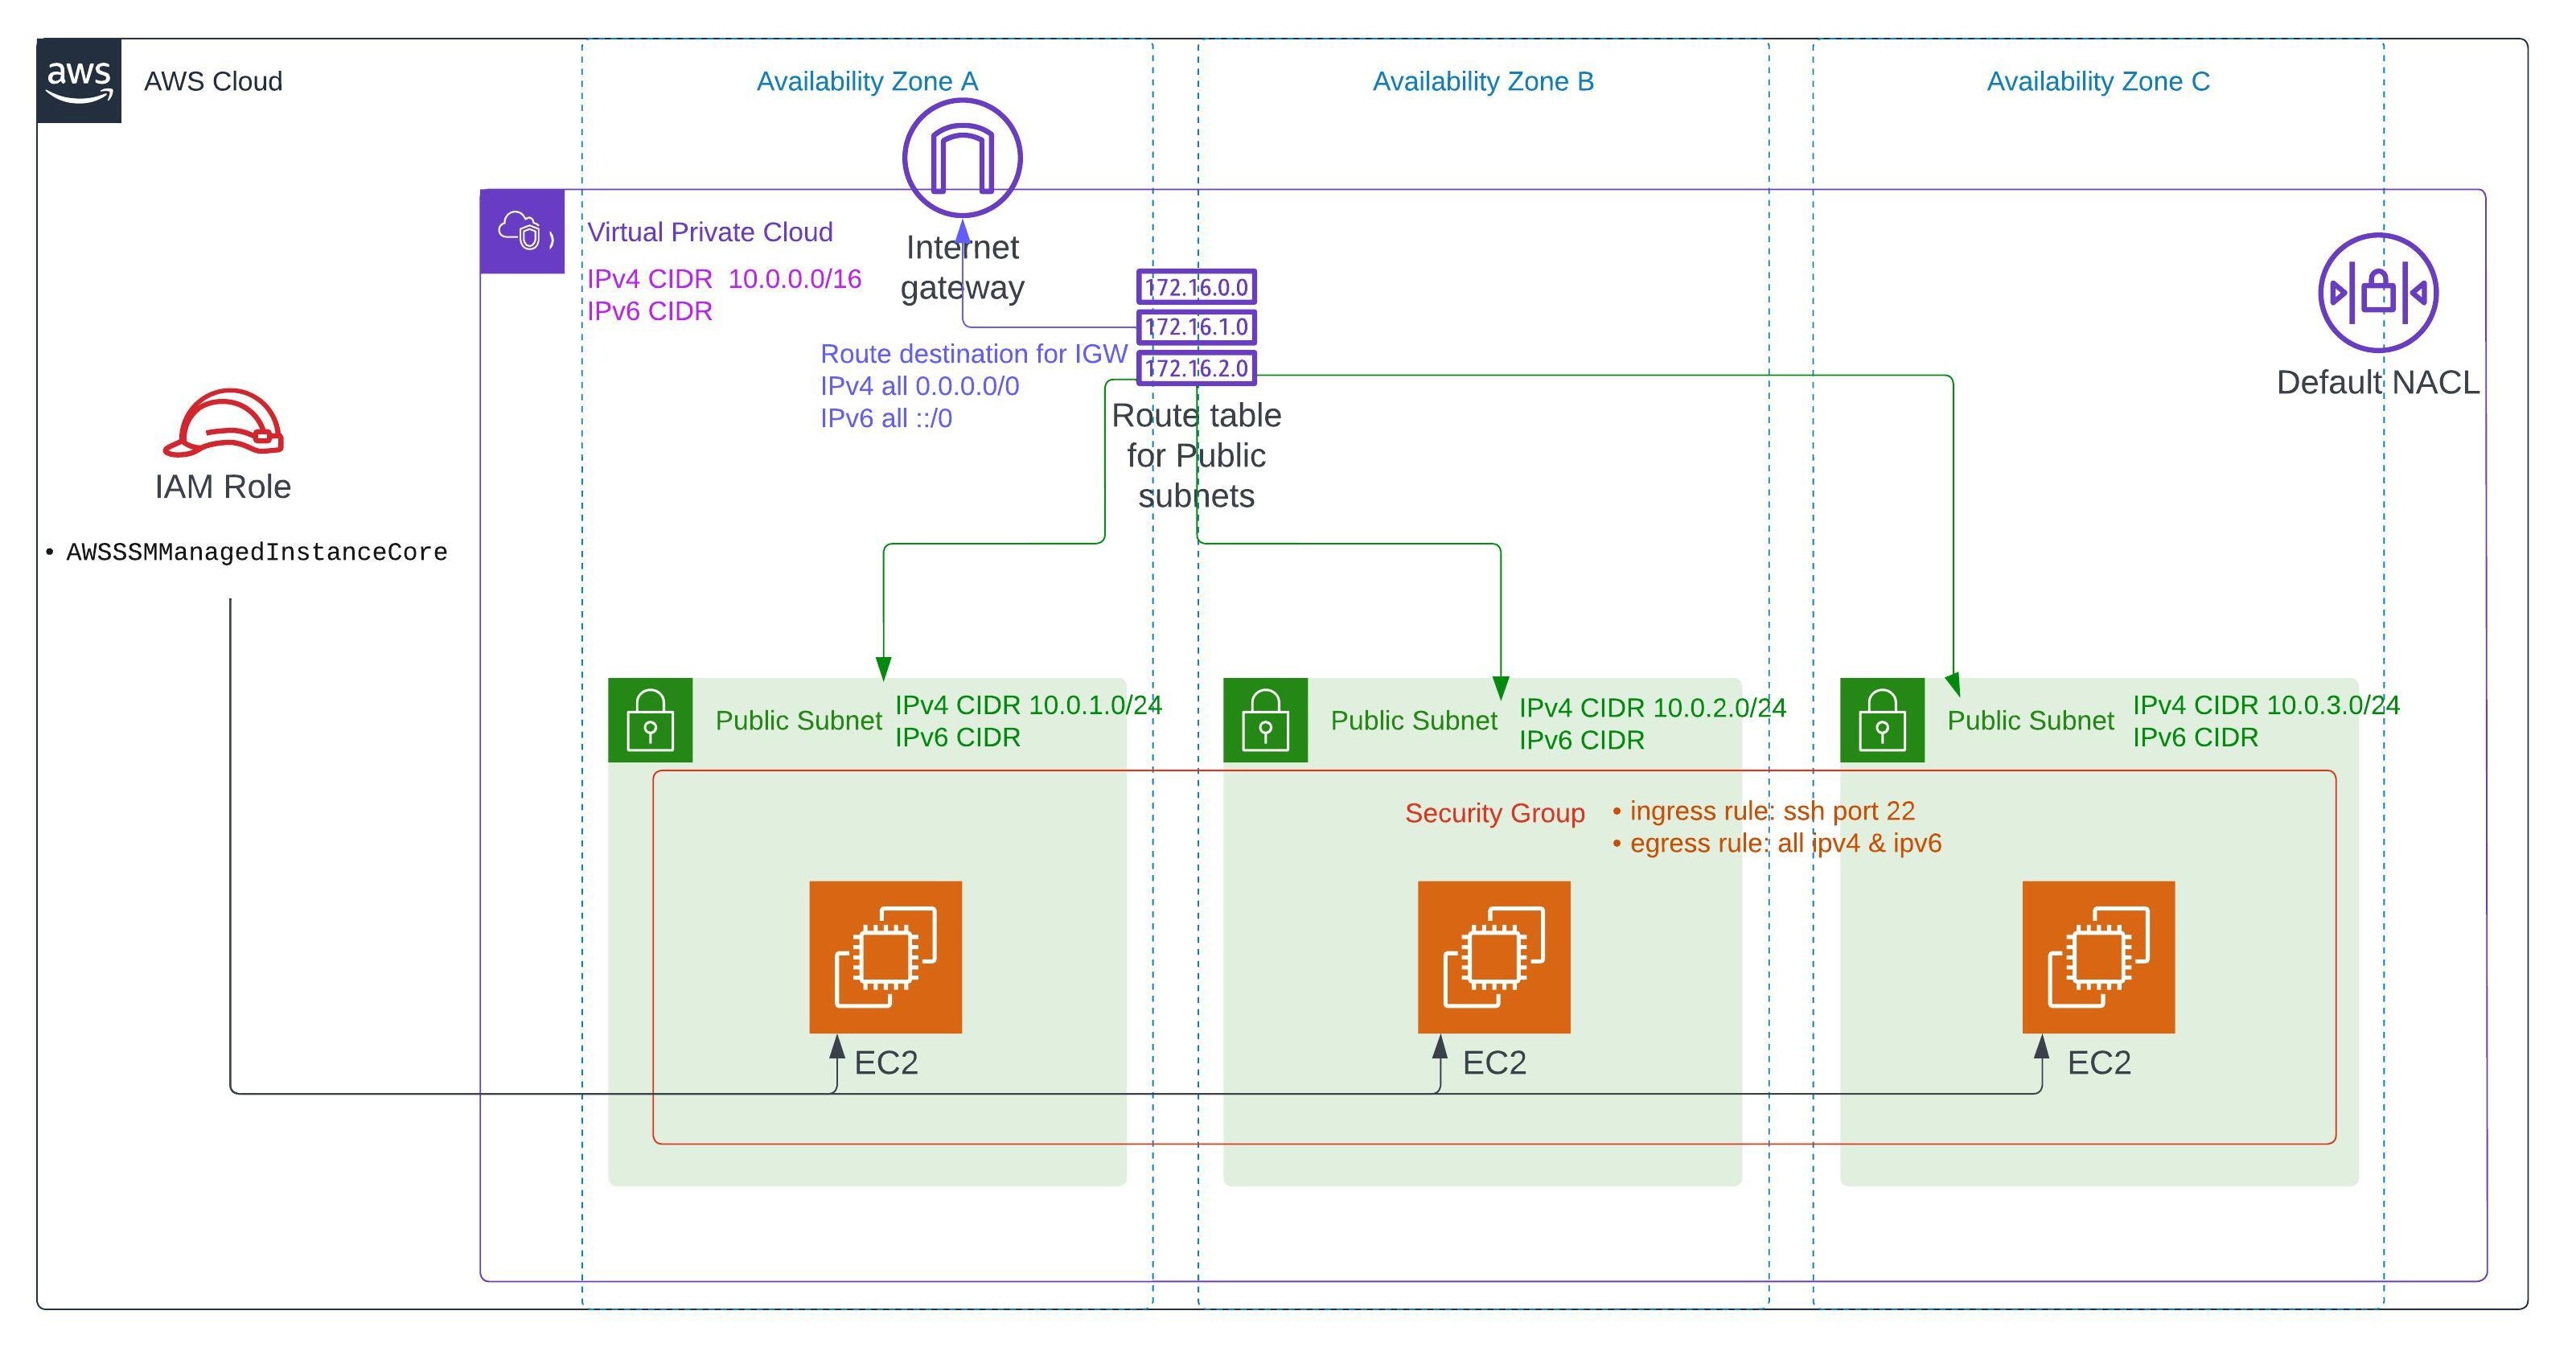 aws
AWS Cloud
Availability Zone A
Availability Zone B
Availability Zone C
Virtual Private Cloud
IPv4 CIDR  10.0.0.0/16
IPv6 CIDR
Internet
gateway
172.16.0.0
172.16.1.0
172.16.2.0
Route destination for IGW
IPv4 all 0.0.0.0/0
IPv6 all ::/0
Route table
for Public
subnets
Default NACL
IAM Role
• AWSSSMManagedInstanceCore
Public Subnet
IPv4 CIDR 10.0.1.0/24
IPv6 CIDR
Public Subnet
IPv4 CIDR 10.0.2.0/24
IPv6 CIDR
Public Subnet
IPv4 CIDR 10.0.3.0/24
IPv6 CIDR
Security Group
• ingress rule: ssh port 22
• egress rule: all ipv4 & ipv6
EC2
EC2
EC2